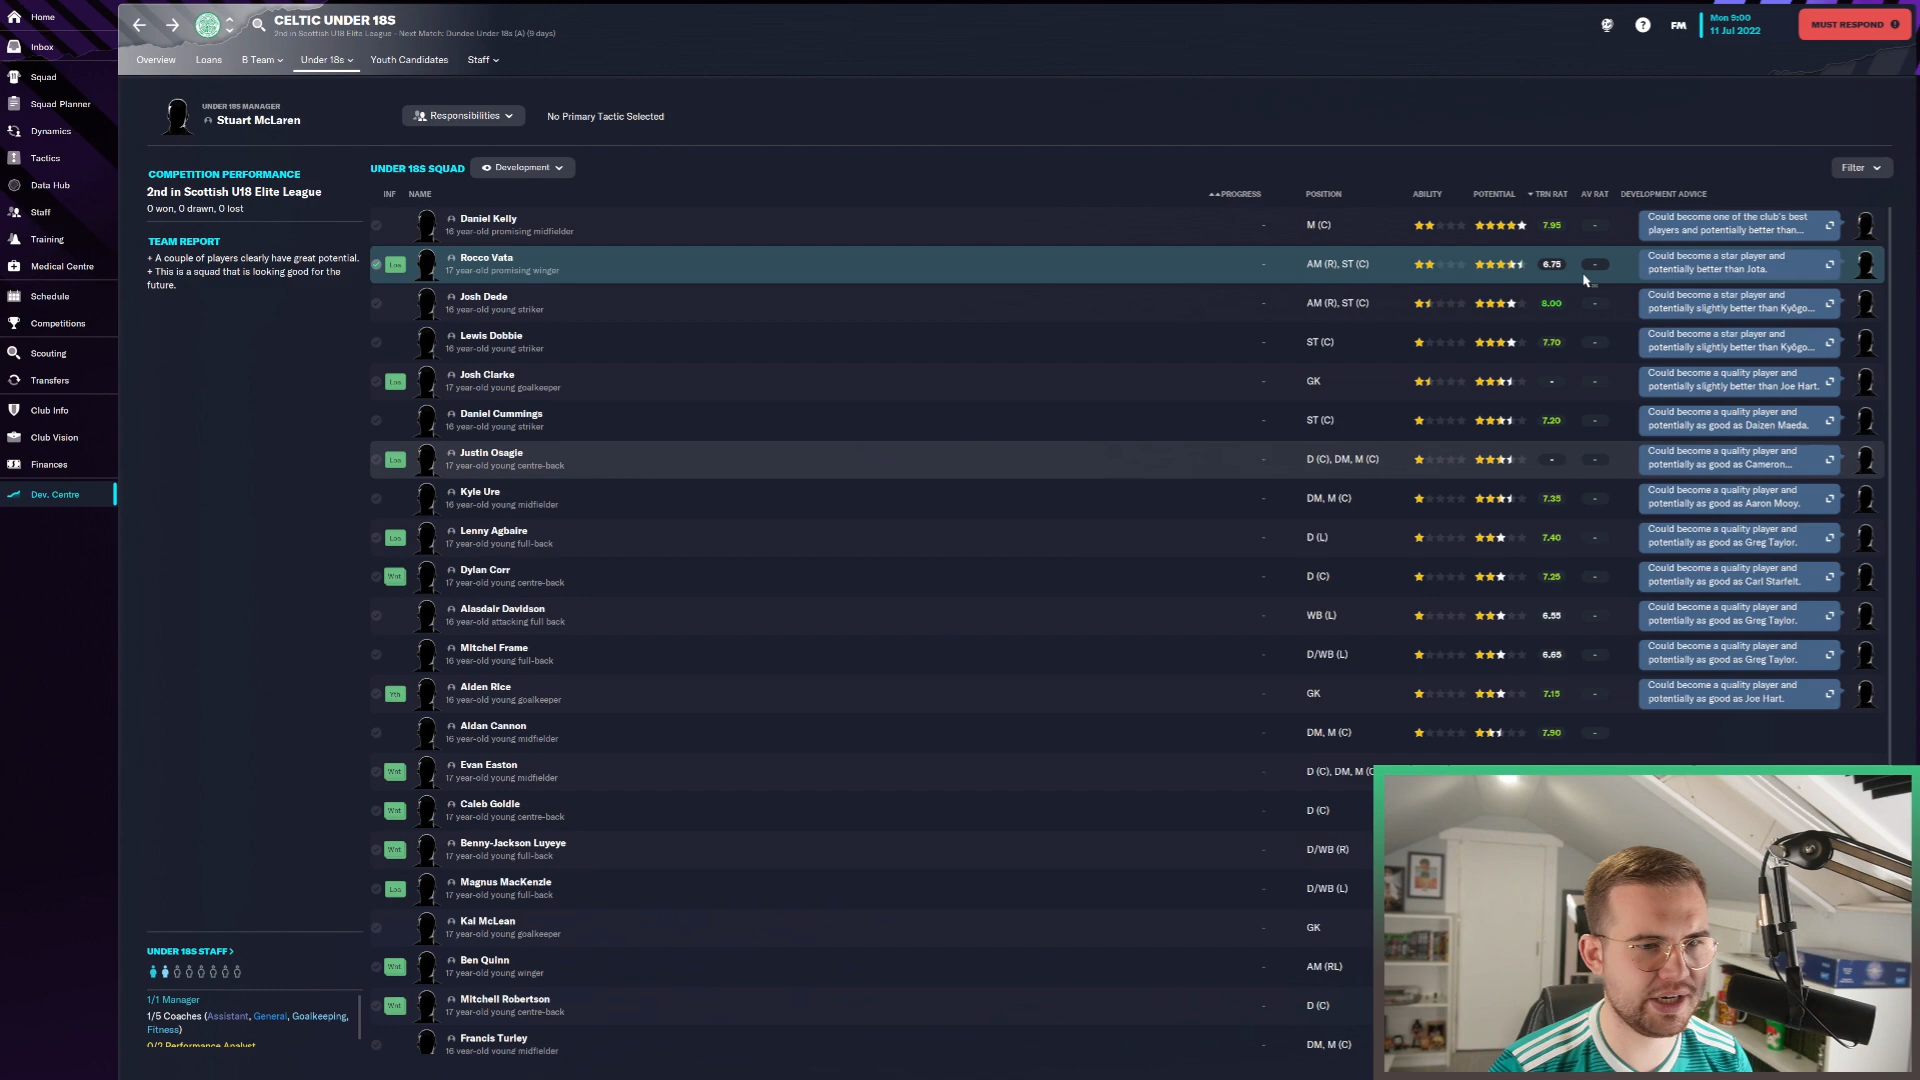 Home
Inbox
Squad
Squad Planner
Dynamics
Tactics
Data Hub
Staff
Training
Medical Centre
Schedule
Competitions
Scouting
Transfers
Club Info
Club Vision
Finances
Dev. Centre
CELTIC UNDER 18S
2nd in Scottish U18 Elite League - Next Match: Dundee Under 18s (A) (9 days)
FM
Mon 9:00
11 Jul 2022
MUST RESPOND
Overview Loans B Team Under 18s Youth Candidates Staff
UNDER 18S MANAGER
Stuart McLaren
Responsibilities
No Primary Tactic Selected
COMPETITION PERFORMANCE
2nd in Scottish U18 Elite League
0 won, 0 drawn, 0 lost
TEAM REPORT
+ A couple of players clearly have great potential.
+ This is a squad that is looking good for the
future.
UNDER 18S STAFF >
1/1 Manager
1/5 Coaches (Assistant, General, Goalkeeping,
Fitness)
0/2 Performance Analyst
UNDER 18S SQUAD Development Filter
INF NAME PROGRESS POSITION ABILITY POTENTIAL TRN RAT AV RAT DEVELOPMENT ADVICE
Daniel Kelly
16 year-old promising midfielder
- M (C) 7.95 -
Could become one of the club's best
players and potentially better than...
Los Rocco Vata
17 year-old promising winger
- AM (R), ST (C) 6.75 -
Could become a star player and
potentially better than Jota.
Josh Dede
16 year-old young striker
- AM (R), ST (C) 8.00 -
Could become a star player and
potentially slightly better than Kyōgo...
Lewis Dobbie
16 year-old young striker
- ST (C) 7.70 -
Could become a star player and
potentially slightly better than Kyōgo...
Los Josh Clarke
17 year-old young goalkeeper
- GK - -
Could become a quality player and
potentially slightly better than Joe Hart.
Daniel Cummings
16 year-old young striker
- ST (C) 7.20 -
Could become a quality player and
potentially as good as Daizen Maeda.
Los Justin Osagie
17 year-old young centre-back
- D (C), DM, M (C) - -
Could become a quality player and
potentially as good as Cameron...
Kyle Ure
16 year-old young midfielder
- DM, M (C) 7.35 -
Could become a quality player and
potentially as good as Aaron Mooy.
Los Lenny Agbaire
17 year-old young full-back
- D (L) 7.40 -
Could become a quality player and
potentially as good as Greg Taylor.
Wnt Dylan Corr
17 year-old young centre-back
- D (C) 7.25 -
Could become a quality player and
potentially as good as Carl Starfelt.
Alasdair Davidson
16 year-old attacking full back
- WB (L) 6.55 -
Could become a quality player and
potentially as good as Greg Taylor.
Mitchel Frame
16 year-old young full-back
- D/WB (L) 6.65 -
Could become a quality player and
potentially as good as Greg Taylor.
Yth Aiden Rice
16 year-old young goalkeeper
- GK 7.15 -
Could become a quality player and
potentially as good as Joe Hart.
Aidan Cannon
16 year-old young midfielder
- DM, M (C) 7.90 -
Wnt Evan Easton
17 year-old young midfielder
- D (C), DM, M (C
Wnt Caleb Goldie
17 year-old young centre-back
- D (C)
Wnt Benny-Jackson Luyeye
17 year-old young full-back
- D/WB (R)
Los Magnus MacKenzie
17 year-old young full-back
- D/WB (L)
Kai McLean
17 year-old young goalkeeper
- GK
Wnt Ben Quinn
17 year-old young winger
- AM (RL)
Wnt Mitchell Robertson
17 year-old young centre-back
- D (C)
Francis Turley
16 year-old young midfielder
- DM, M (C)